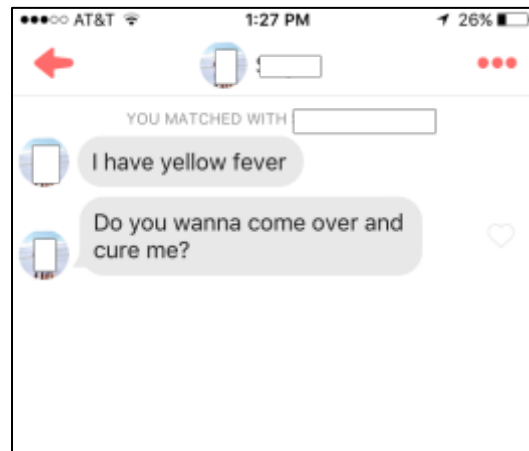 AT&T 1:27 PM 26%
YOU MATCHED WITH
I have yellow fever
Do you wanna come over and
cure me?